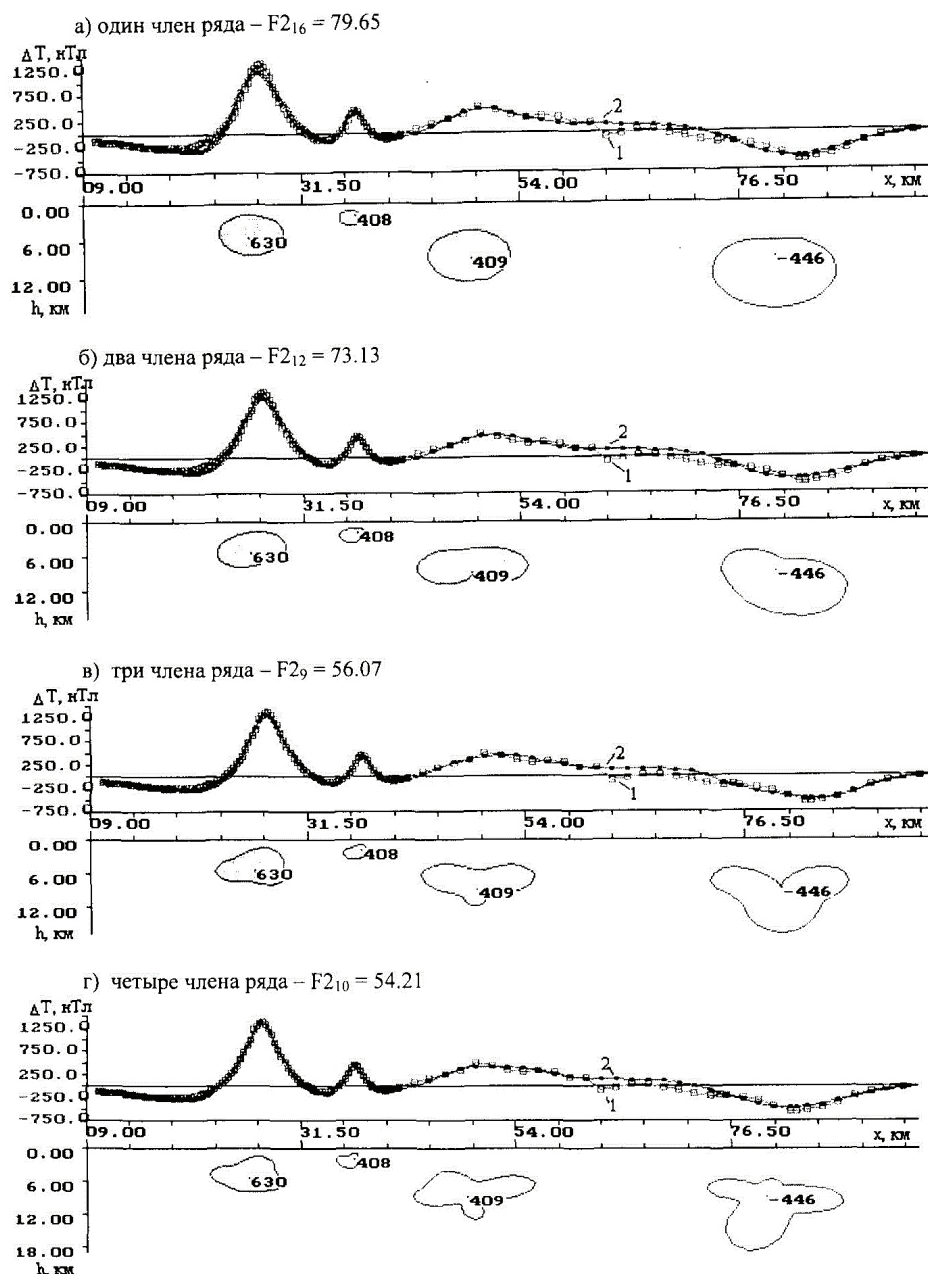 а) один член ряда – F2₁₆ = 79.65
ΔT, нТл
1250.0
750.0
250.0
-250.0
-750.0
2
1
09.00 31.50 54.00 76.50 x, км
0.00
6.00
12.00
h, км
630 408 409 -446
б) два члена ряда – F2₁₂ = 73.13
ΔT, нТл
1250.0
750.0
250.0
-250.0
-750.0
2
1
09.00 31.50 54.00 76.50 x, км
0.00
6.00
12.00
h, км
630 408 409 -446
в) три члена ряда – F2₉ = 56.07
ΔT, нТл
1250.0
750.0
250.0
-250.0
-750.0
2
1
09.00 31.50 54.00 76.50 x, км
0.00
6.00
12.00
h, км
630 408 409 -446
г) четыре члена ряда – F2₁₀ = 54.21
ΔT, нТл
1250.0
750.0
250.0
-250.0
-750.0
2
1
09.00 31.50 54.00 76.50 x, км
0.00
6.00
12.00
18.00
h, км
630 408 409 -446